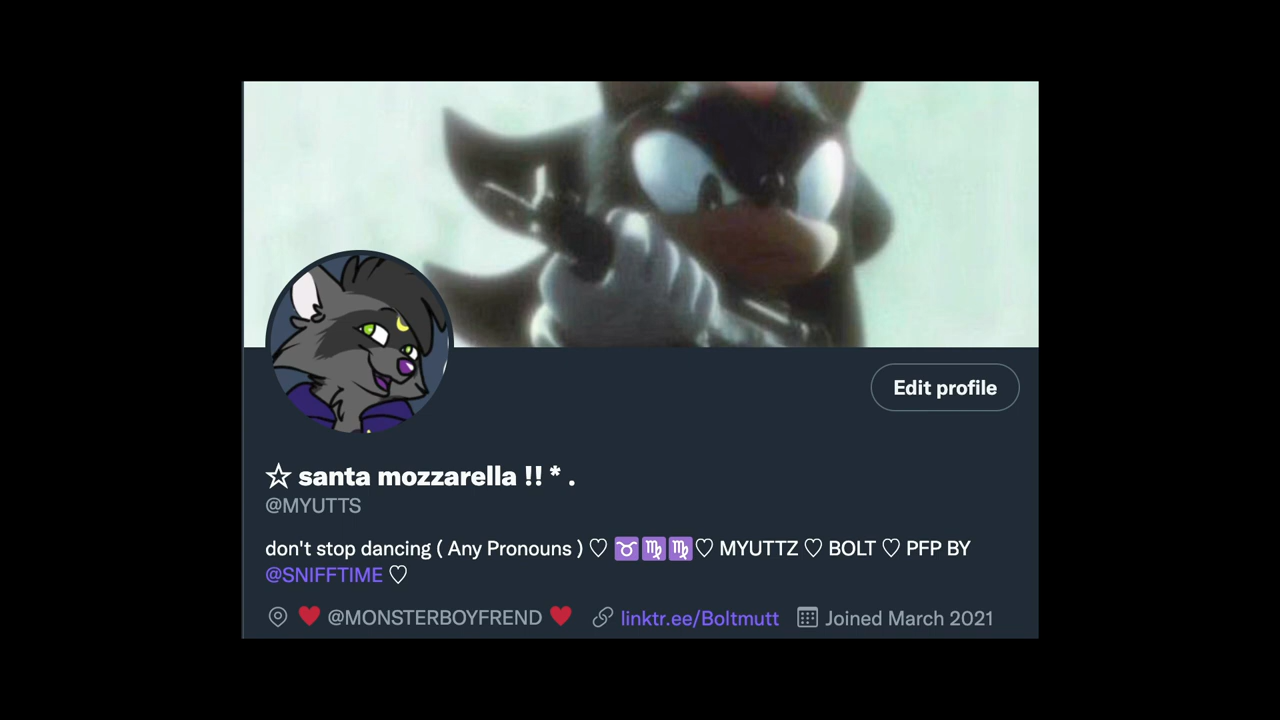 Edit profile
☆ santa mozzarella !! * .
@MYUTTS
don't stop dancing ( Any Pronouns ) ♡ ♉♍♍♡ MYUTTZ ♡ BOLT ♡ PFP BY
@SNIFFTIME ♡
♥️ @MONSTERBOYFREND ♥️ linktr.ee/Boltmutt Joined March 2021